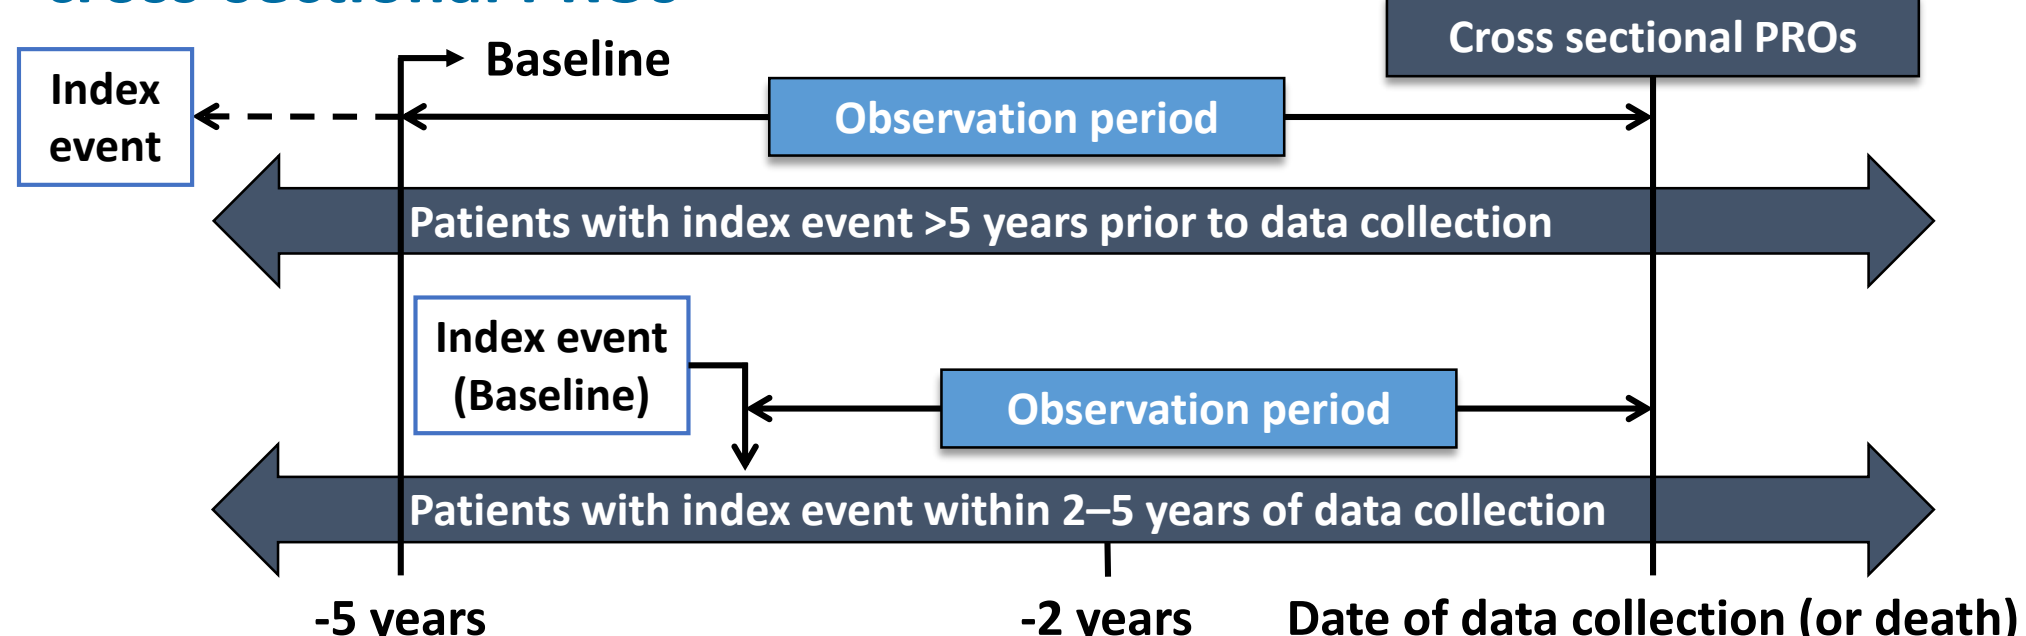 Cross sectional PROs
Baseline
Index
event
Observation period
Patients with index event >5 years prior to data collection
Index event
(Baseline)
Observation period
Patients with index event within 2–5 years of data collection
-5 years
-2 years
Date of data collection (or death)